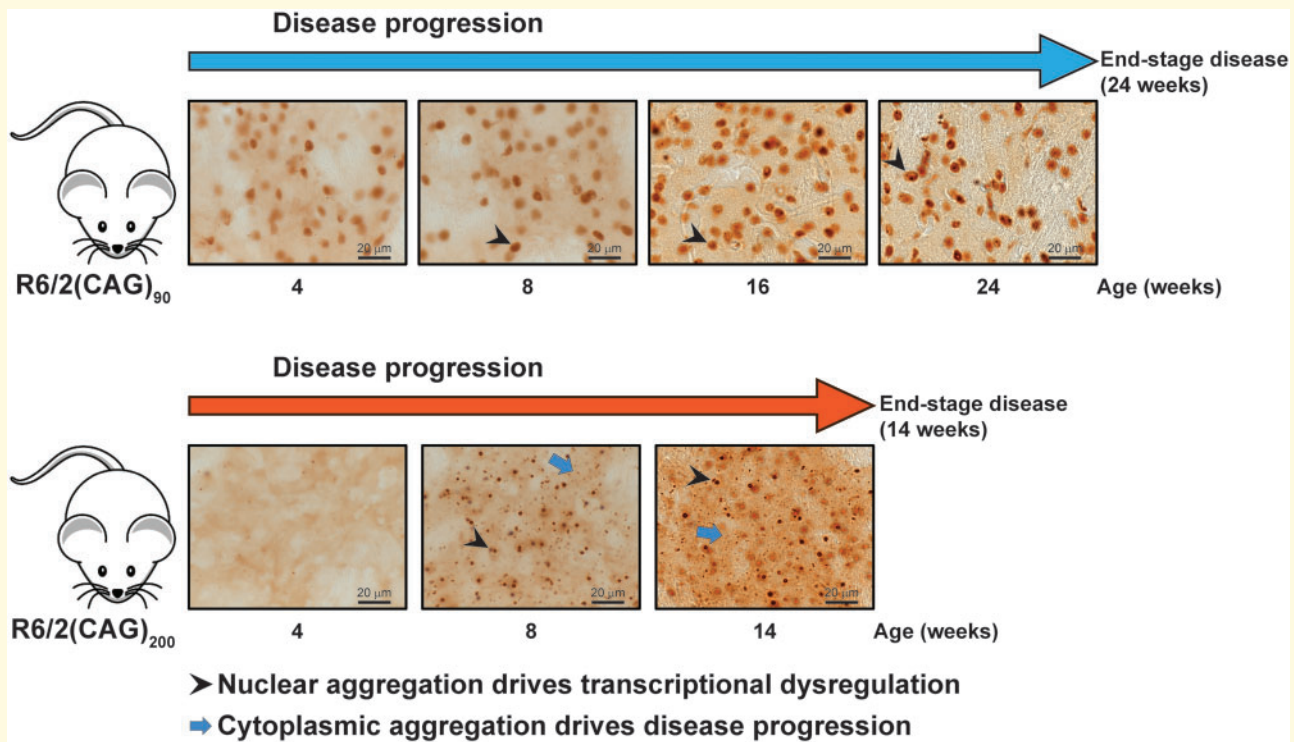 Disease progression
End-stage disease
(24 weeks)
20 μm
20 μm
20 μm
20 μm
R6/2(CAG)90
4
8
16
24
Age (weeks)
Disease progression
End-stage disease
(14 weeks)
20 μm
20 μm
20 μm
R6/2(CAG)200
4
8
14
Age (weeks)
Nuclear aggregation drives transcriptional dysregulation
Cytoplasmic aggregation drives disease progression